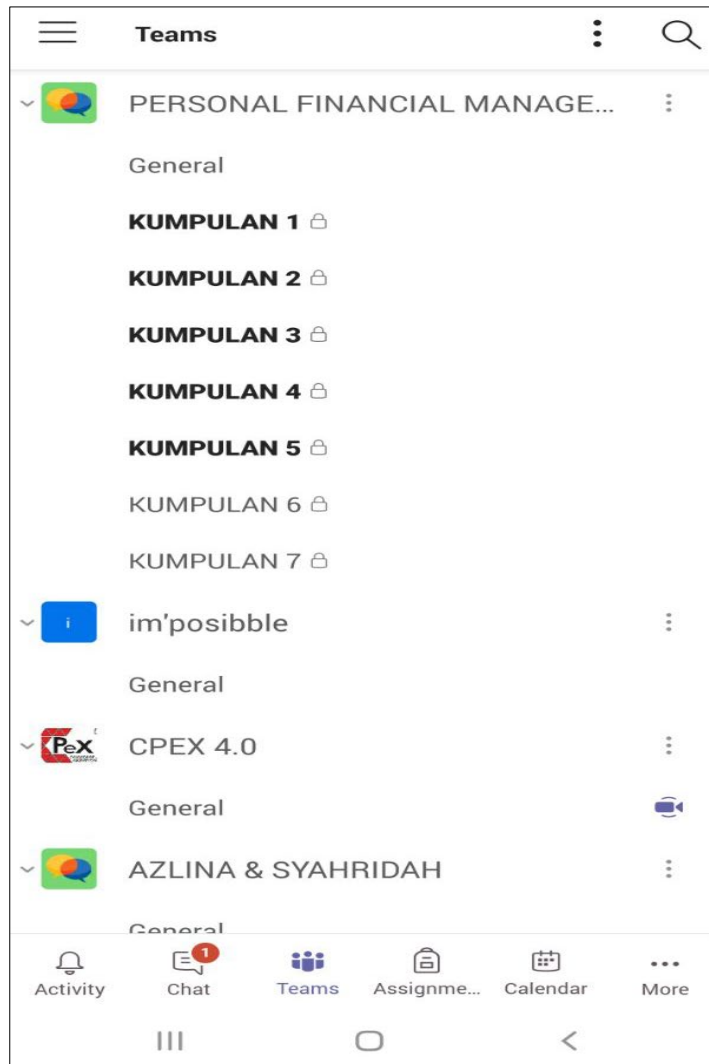 Teams
PERSONAL FINANCIAL MANAGE...
General
KUMPULAN 1
KUMPULAN 2
KUMPULAN 3
KUMPULAN 4
KUMPULAN 5
KUMPULAN 6
KUMPULAN 7
i
im'posibble
General
PeX
CPEX 4.0
General
AZLINA & SYAHRIDAH
General
1
Activity
Chat
Teams
Assignme...
Calendar
More